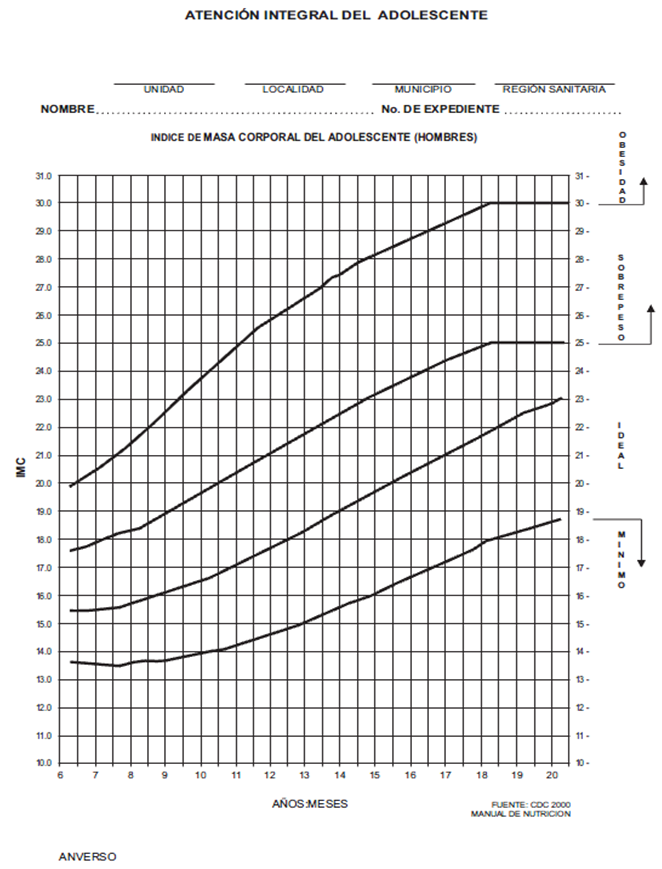 ATENCIÓN INTEGRAL DEL ADOLESCENTE
UNIDAD LOCALIDAD MUNICIPIO REGIÓN SANITARIA
NOMBRE.................................................. No. DE EXPEDIENTE ......................
INDICE DE MASA CORPORAL DEL ADOLESCENTE (HOMBRES)
OBESIDAD
31.0 31 -
30.0 30 -
29.0 29 -
28.0 28 -
SOBREPESO
27.0 27 -
26.0 26 -
25.0 25 -
24.0 24 -
23.0 23 -
IDEAL
22.0 22 -
21.0 21 -
IMC
20.0 20 -
19.0 19 -
18.0 18 -
MINIMO
17.0 17 -
16.0 16 -
15.0 15 -
14.0 14 -
13.0 13 -
12.0 12 -
11.0 11 -
10.0 10 -
6 7 8 9 10 11 12 13 14 15 16 17 18 19 20
AÑOS:MESES
FUENTE: CDC 2000
MANUAL DE NUTRICION
ANVERSO